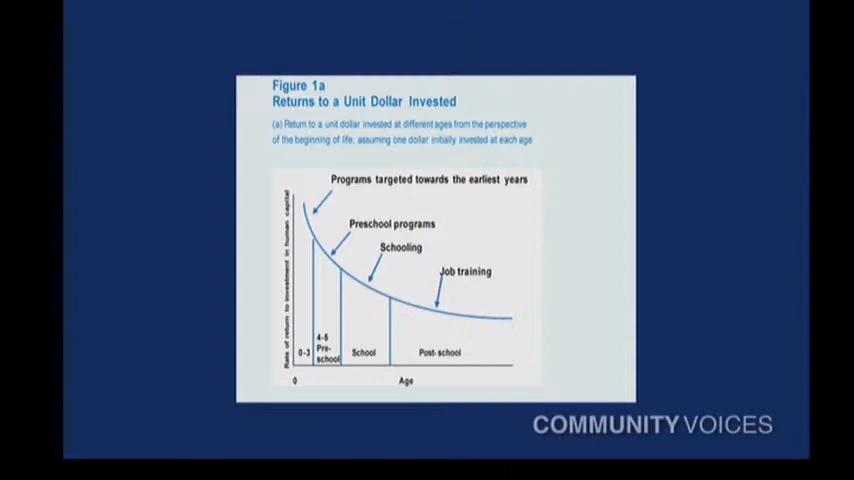 Figure 1a
Returns to a Unit Dollar Invested
(a) Return to a unit dollar invested at different ages from the perspective
of the beginning of life, assuming one dollar initially invested at each age
Programs targeted towards the earliest years
Preschool programs
Schooling
Job training
Rate of return to investment in human capital
0-3
4-5
Pre-
school
School
Post-school
0
Age
COMMUNITY VOICES